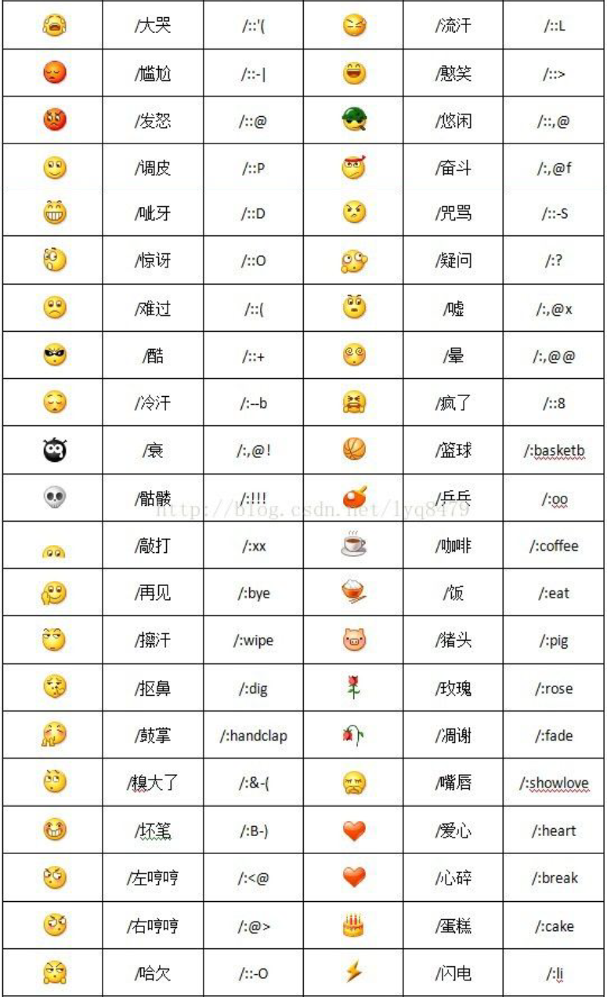 /大哭 /::'( /流汗 /::L
/尴尬 /::-| /憨笑 /::>
/发怒 /::@ /悠闲 /::,@
/调皮 /::P /奋斗 /:,@f
/呲牙 /::D /咒骂 /::-S
/惊讶 /::O /疑问 /:?
/难过 /::( /嘘 /:,@x
/酷 /::+ /晕 /:,@@
/冷汗 /:--b /疯了 /::8
/衰 /:,@! /篮球 /:basketb
/骷髅 /:!!! /乒乓 /:oo
http://blog.csdn.net/lyq8479
/敲打 /:xx /咖啡 /:coffee
/再见 /:bye /饭 /:eat
/擦汗 /:wipe /猪头 /:pig
/抠鼻 /:dig /玫瑰 /:rose
/鼓掌 /:handclap /凋谢 /:fade
/糗大了 /:&-( /嘴唇 /:showlove
/坏笔 /:B-) /爱心 /:heart
/左哼哼 /:<@ /心碎 /:break
/右哼哼 /:@> /蛋糕 /:cake
/哈欠 /::-O /闪电 /:li